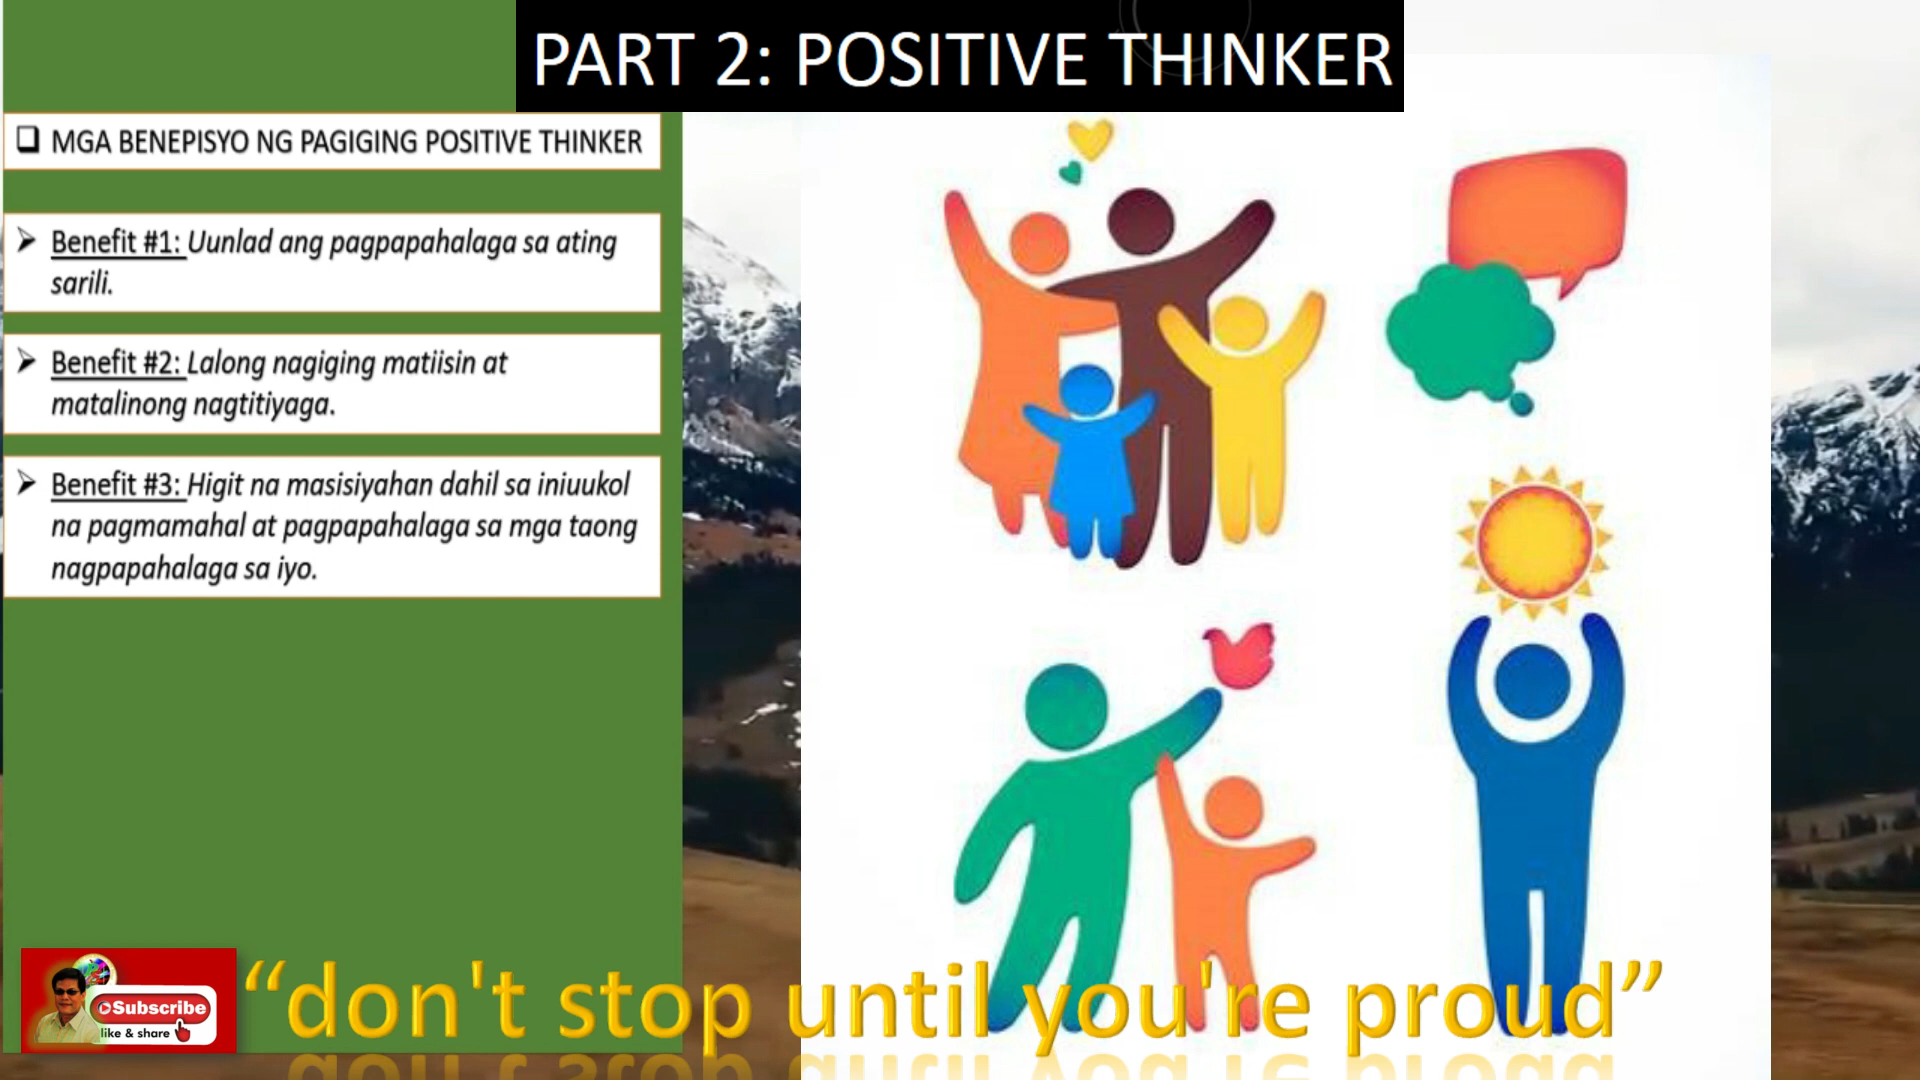 PART 2: POSITIVE THINKER
MGA BENEPISYO NG PAGIGING POSITIVE THINKER
Benefit #1: Uunlad ang pagpapahalaga sa ating
sarili.
Benefit #2: Lalong nagiging matiisin at
matalinong nagtitiyaga.
Benefit #3: Higit na masisiyahan dahil sa iniuukol
na pagmamahal at pagpapahalaga sa mga taong
nagpapahalaga sa iyo.
Subscribe
like & share
“don't stop until you're proud”